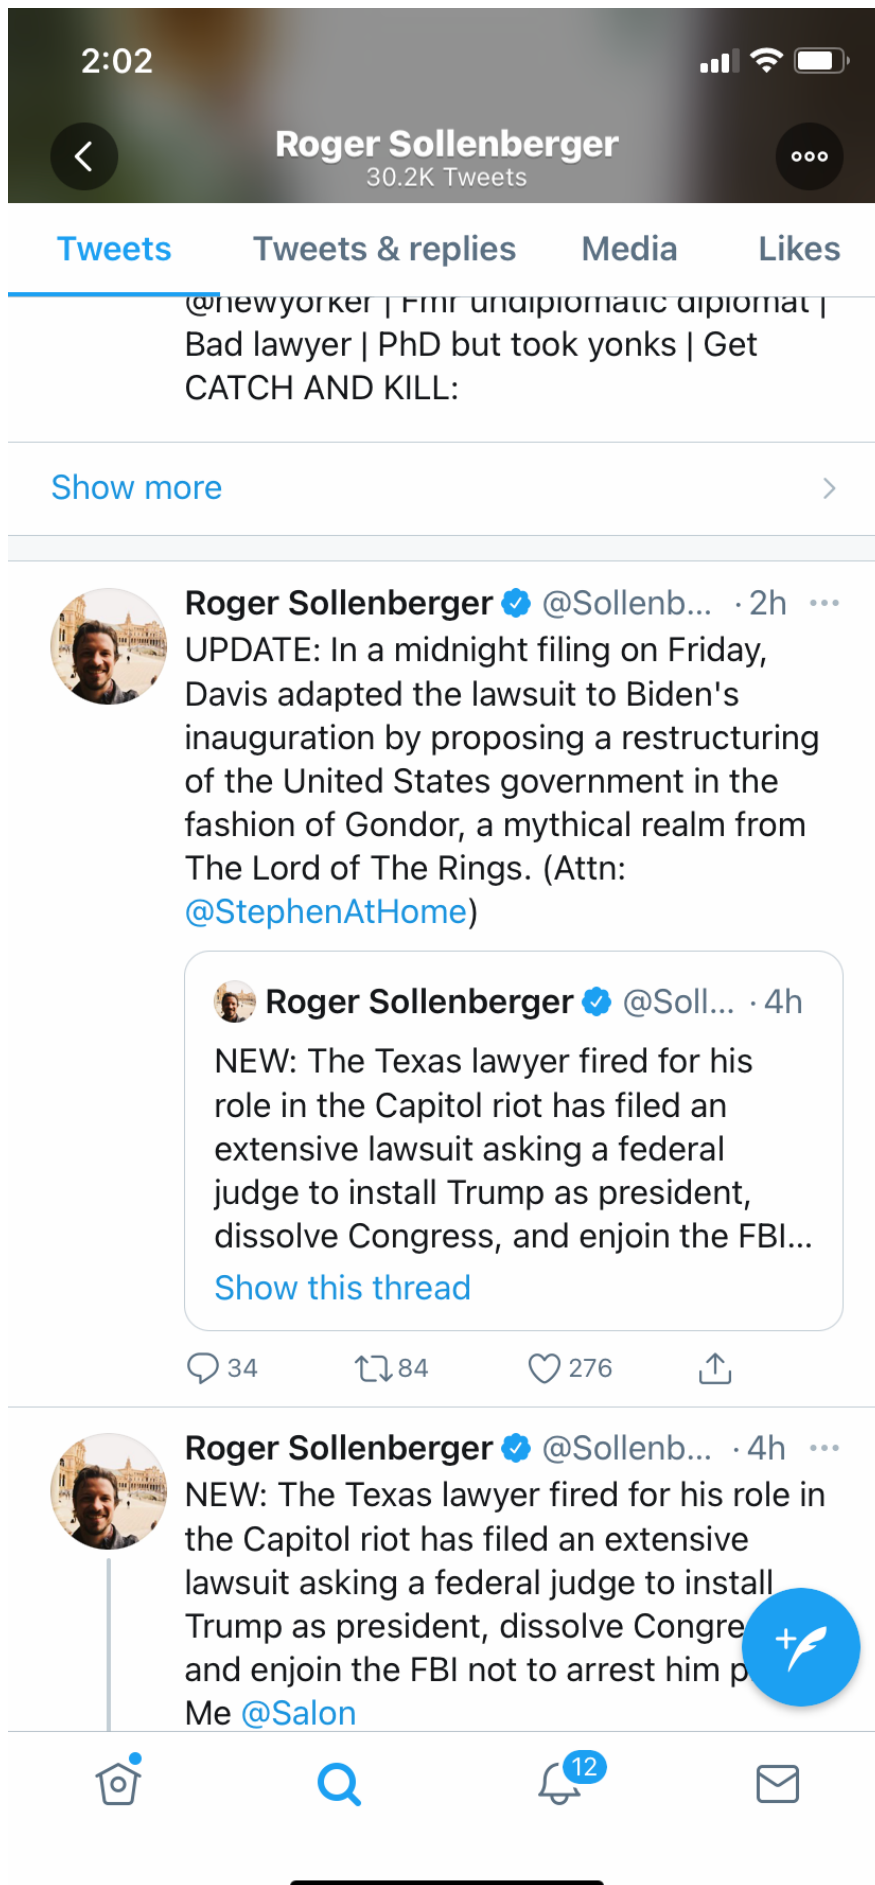 2:02
Roger Sollenberger
30.2K Tweets
Tweets Tweets & replies Media Likes
@newyorker | Fmr undiplomatic diplomat |
Bad lawyer | PhD but took yonks | Get
CATCH AND KILL:
Show more
Roger Sollenberger @Sollenb... · 2h
UPDATE: In a midnight filing on Friday,
Davis adapted the lawsuit to Biden's
inauguration by proposing a restructuring
of the United States government in the
fashion of Gondor, a mythical realm from
The Lord of The Rings. (Attn:
@StephenAtHome)
Roger Sollenberger @Soll... · 4h
NEW: The Texas lawyer fired for his
role in the Capitol riot has filed an
extensive lawsuit asking a federal
judge to install Trump as president,
dissolve Congress, and enjoin the FBI...
Show this thread
34 84 276
Roger Sollenberger @Sollenb... · 4h
NEW: The Texas lawyer fired for his role in
the Capitol riot has filed an extensive
lawsuit asking a federal judge to install
Trump as president, dissolve Congre
and enjoin the FBI not to arrest him p
Me @Salon
12